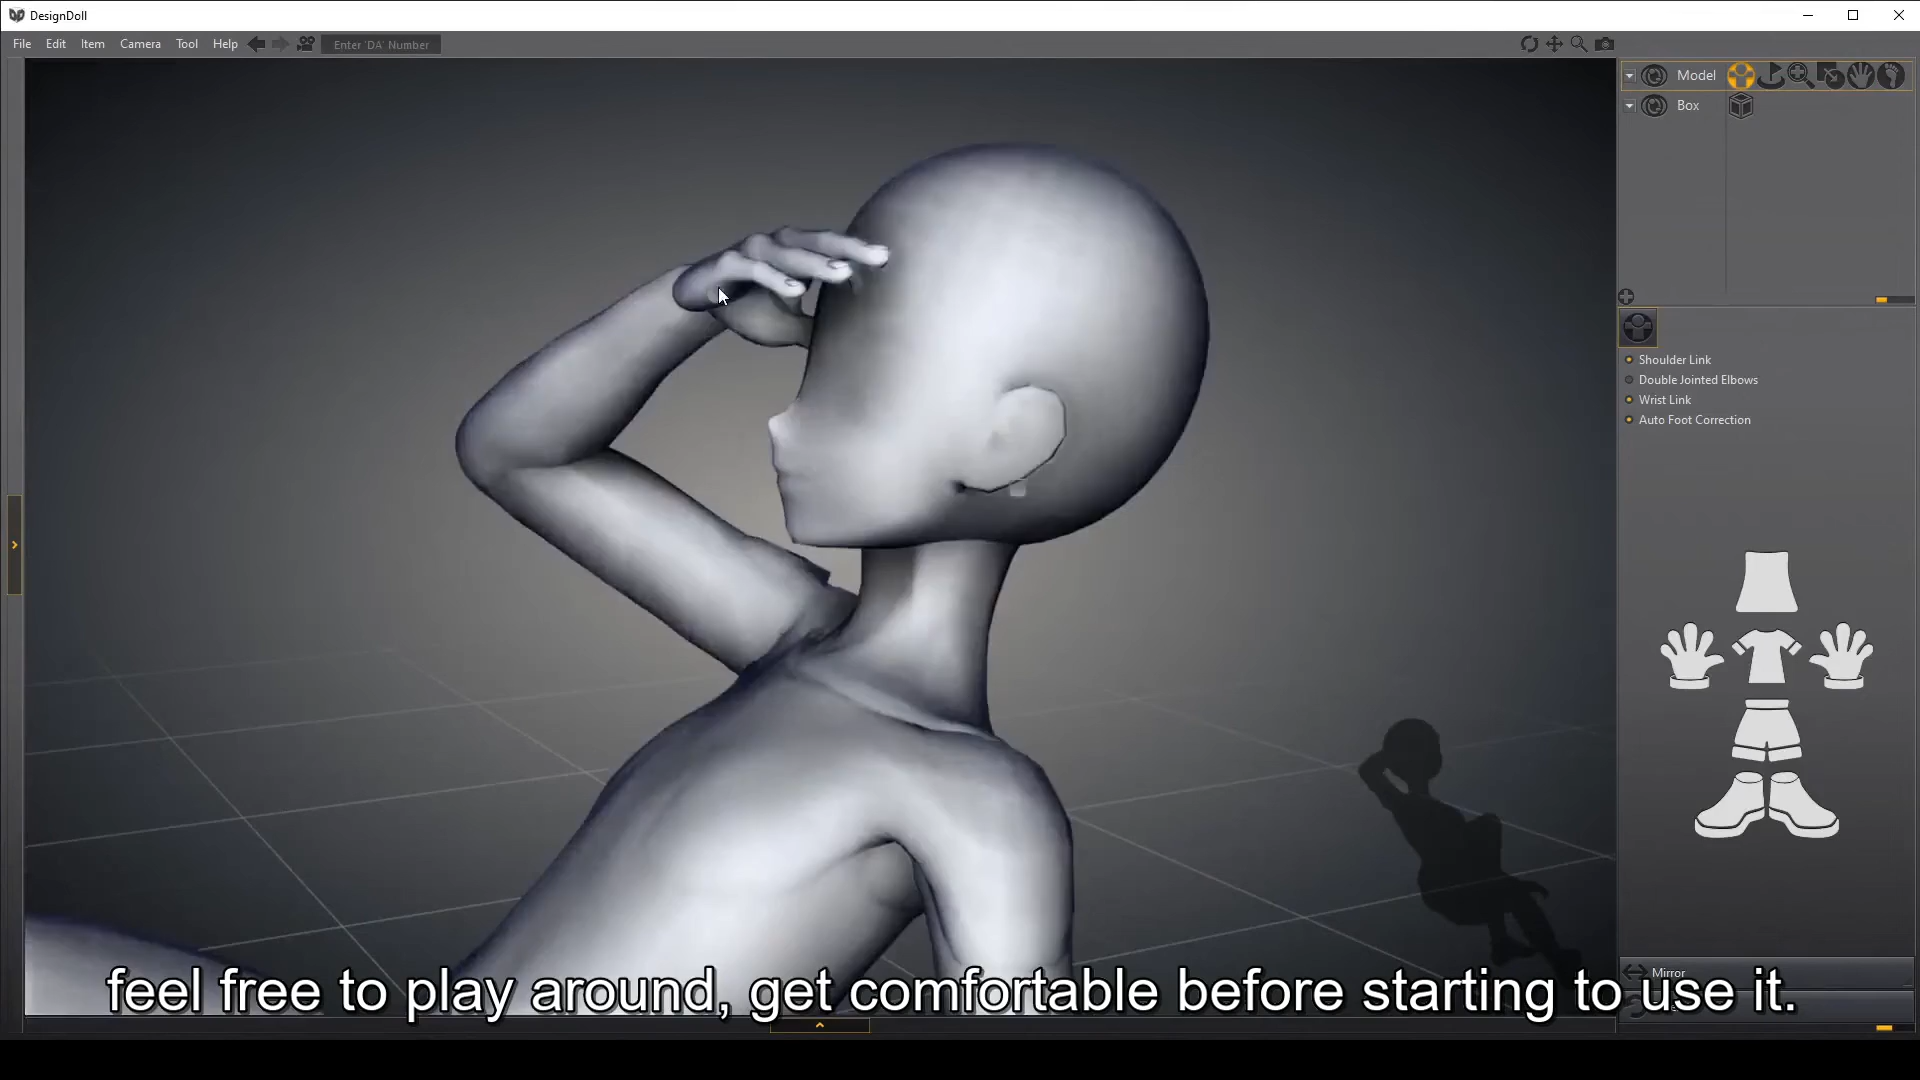 DesignDoll
File Edit Item Camera Tool Help Enter 'DA' Number
Model
Box
Shoulder Link
Double Jointed Elbows
Wrist Link
Auto Foot Correction
Mirror
feel free to play around, get comfortable before starting to use it.